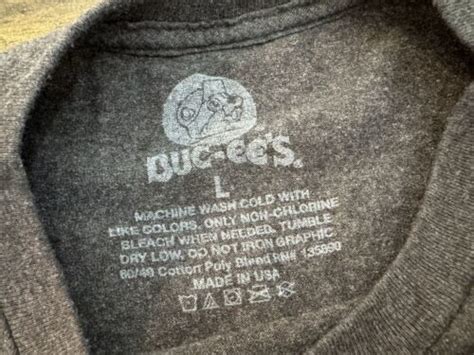 BUC-EE'S.
L
MACHINE WASH COLD WITH
LIKE COLORS. ONLY NON-CHLORINE
BLEACH WHEN NEEDED. TUMBLE
DRY LOW. DO NOT IRON GRAPHIC
60/40 Cotton Poly Blend RN# 135890
MADE IN USA